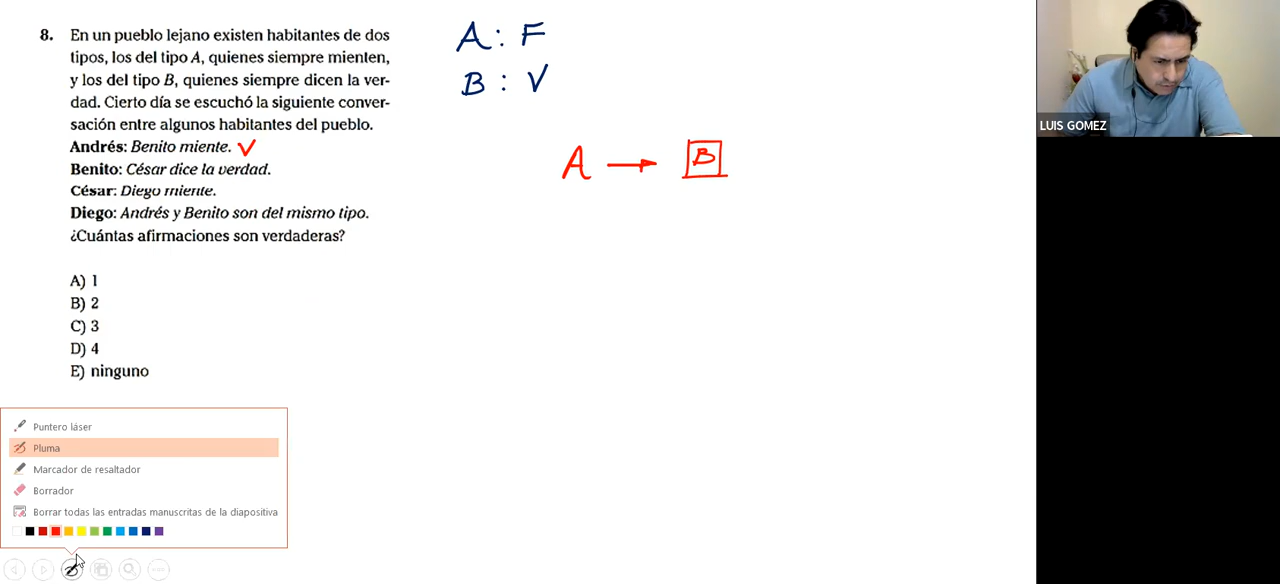 8. En un pueblo lejano existen habitantes de dos
tipos, los del tipo A, quienes siempre mienten,
y los del tipo B, quienes siempre dicen la ver-
dad. Cierto día se escuchó la siguiente conver-
sación entre algunos habitantes del pueblo.
Andrés: Benito miente. V
Benito: César dice la verdad.
César: Diego miente.
Diego: Andrés y Benito son del mismo tipo.
¿Cuántas afirmaciones son verdaderas?
A) 1
B) 2
C) 3
D) 4
E) ninguno
A : F
B : V
A → B
LUIS GOMEZ
Puntero láser
Pluma
Marcador de resaltador
Borrador
Borrar todas las entradas manuscritas de la diapositiva